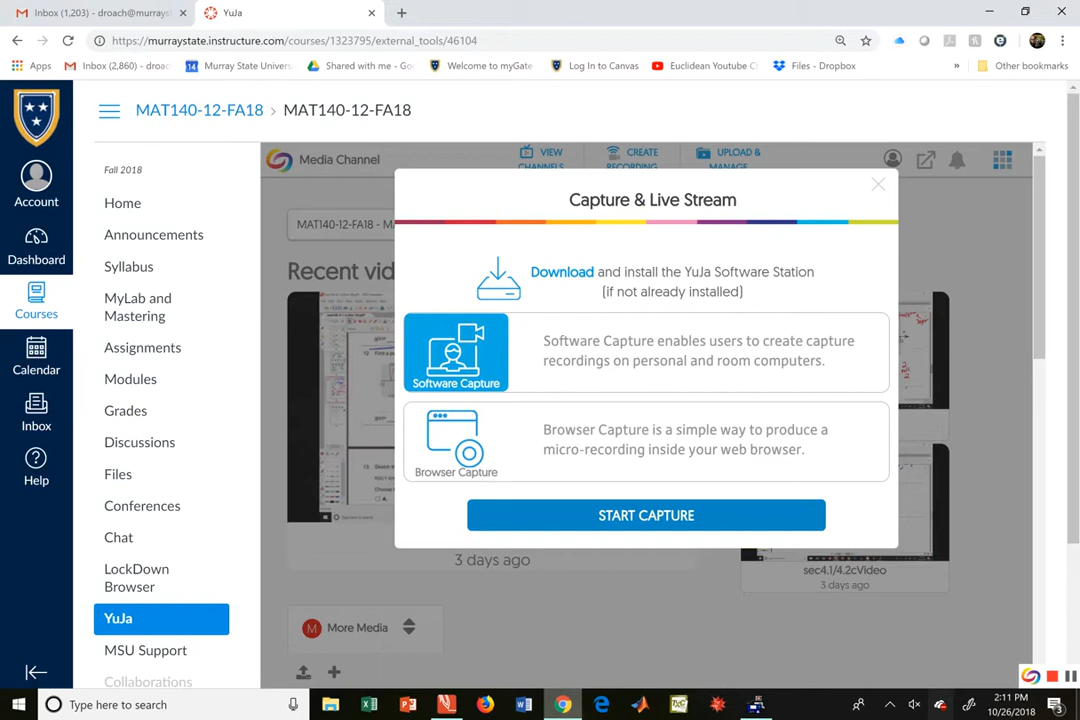 Inbox (1,203) - droach@murrays
YuJa
https://murraystate.instructure.com/courses/1323795/external_tools/46104
Apps
Inbox (2,860) - droac
14
Murray State Univers
Shared with me - Go
Welcome to myGate
Log In to Canvas
Euclidean Youtube C
Files - Dropbox
»
Other bookmarks
MAT140-12-FA18 › MAT140-12-FA18
Account
Dashboard
Courses
Calendar
Inbox
Help
Fall 2018
Home
Announcements
Syllabus
MyLab and
Mastering
Assignments
Modules
Grades
Discussions
Files
Conferences
Chat
LockDown
Browser
YuJa
MSU Support
Collaborations
Media Channel
VIEW
CHANNELS
CREATE
RECORDING
UPLOAD &
MANAGE
MAT140-12-FA18 - M
Recent vid
Capture & Live Stream
Download and install the YuJa Software Station
(if not already installed)
Software Capture
Software Capture enables users to create capture
recordings on personal and room computers.
Browser Capture
Browser Capture is a simple way to produce a
micro-recording inside your web browser.
START CAPTURE
3 days ago
sec4.1/4.2cVideo
3 days ago
M More Media
Type here to search
2:11 PM
10/26/2018
3